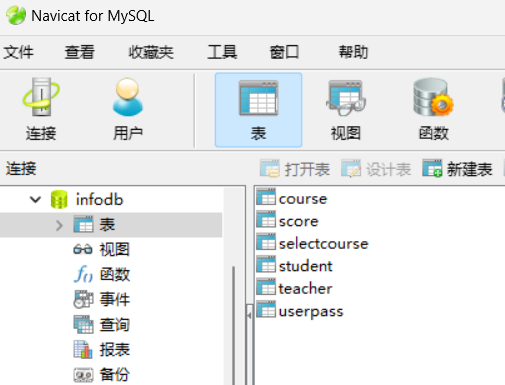 Navicat for MySQL
文件 查看 收藏夹 工具 窗口 帮助
连接 用户 表 视图 函数
连接 打开表 设计表 新建表
infodb
表
视图
函数
事件
查询
报表
备份
course
score
selectcourse
student
teacher
userpass